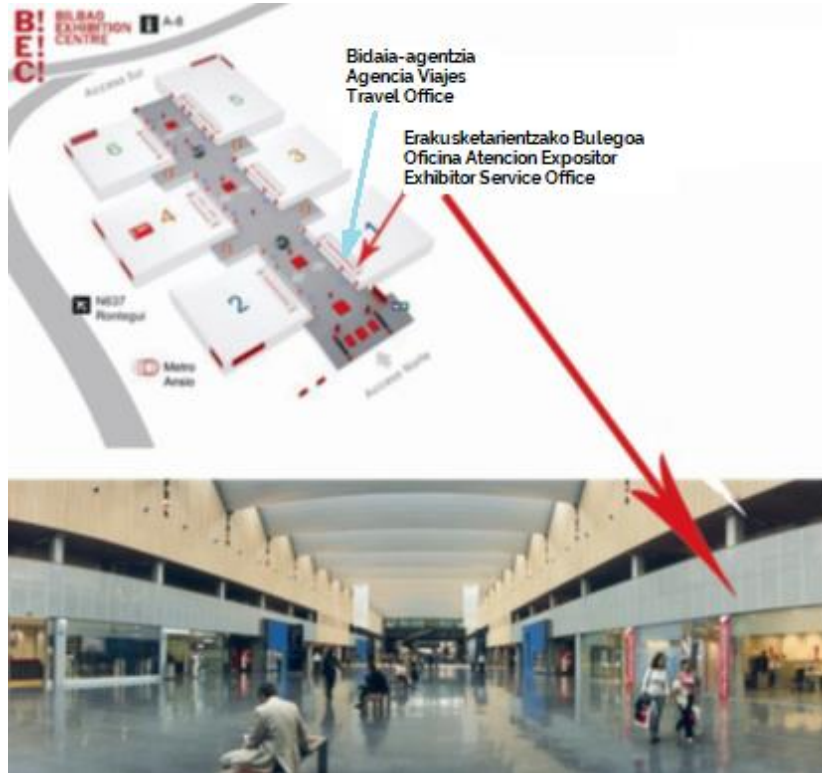 B!
E!
C!
BILBAO
EXHIBITION
CENTRE
A-8
Acceso Sur
Bidaia-agentzia
Agencia Viajes
Travel Office
Erakusketarientzako Bulegoa
Oficina Atencion Expositor
Exhibitor Service Office
5
3
6
1
4
2
N637
Rontegui
Metro
Ansio
Acceso Norte